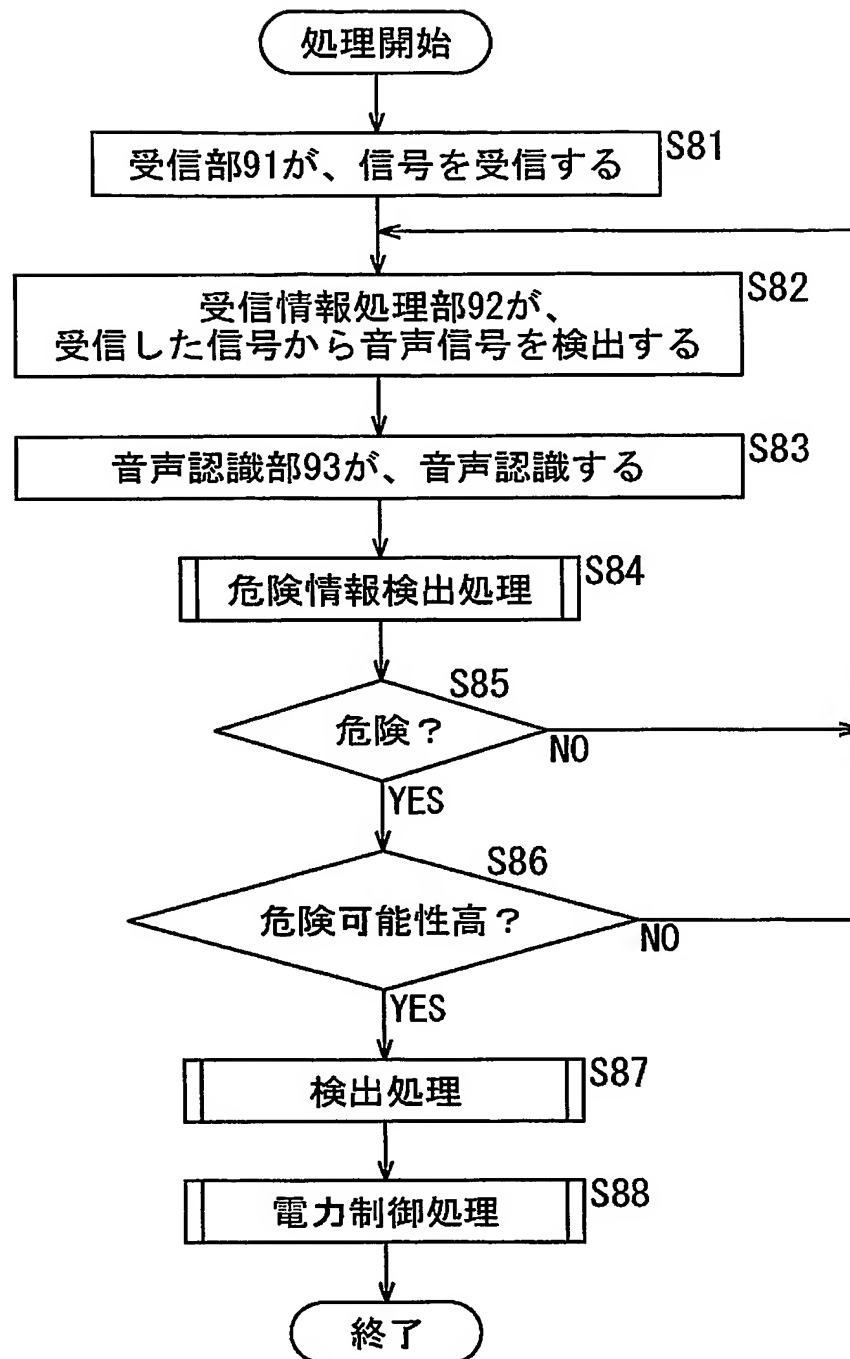 処理開始
受信部91が、信号を受信する
S81
受信情報処理部92が、
受信した信号から音声信号を検出する
S82
音声認識部93が、音声認識する
S83
危険情報検出処理
S84
S85
危険？
NO
YES
S86
危険可能性高？
NO
YES
検出処理
S87
電力制御処理
S88
終了